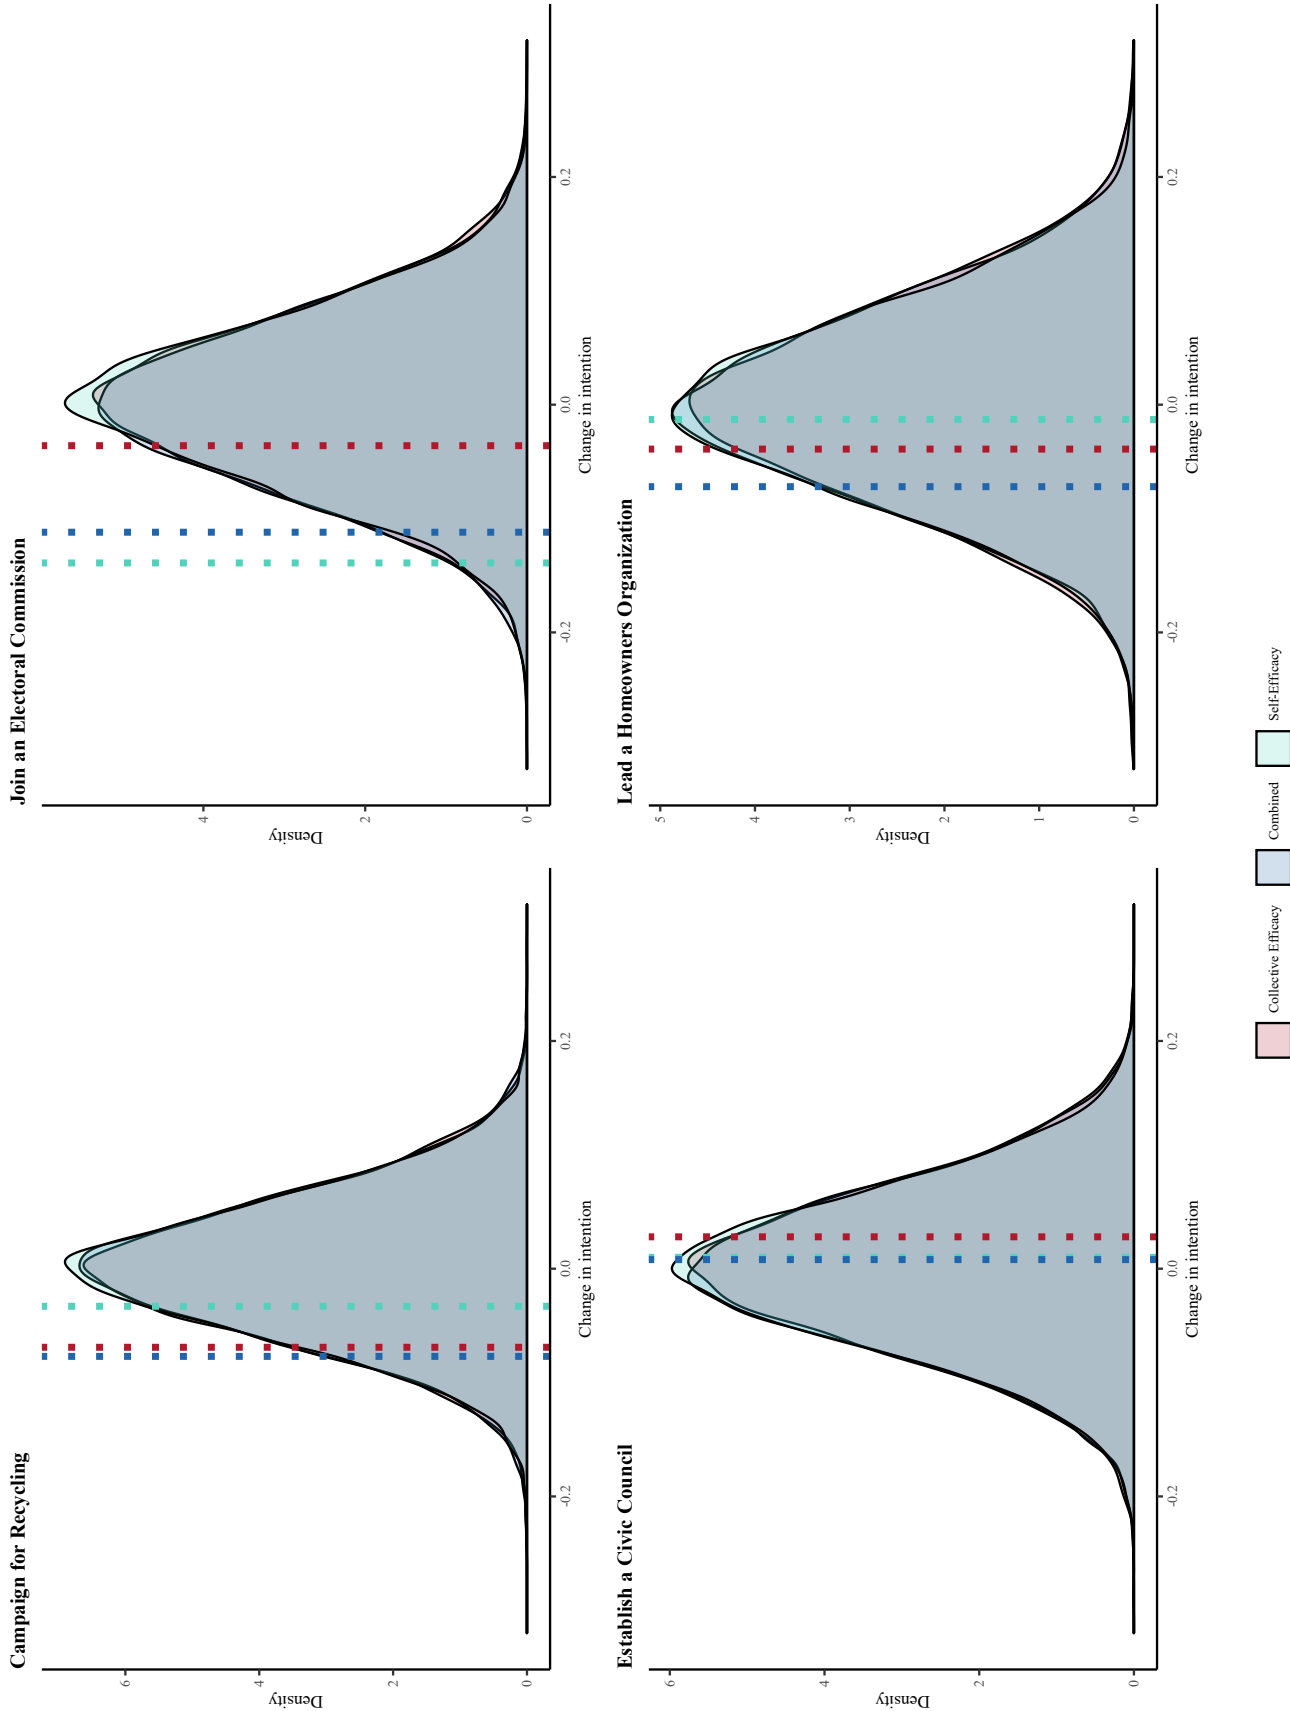 Campaign for Recycling
Density
0
2
4
6
-0.2
0.0
0.2
Change in intention
Join an Electoral Commission
Density
0
2
4
-0.2
0.0
0.2
Change in intention
Establish a Civic Council
Density
0
2
4
6
-0.2
0.0
0.2
Change in intention
Lead a Homeowners Organization
Density
0
1
2
3
4
5
-0.2
0.0
0.2
Change in intention
Collective Efficacy
Combined
Self-Efficacy